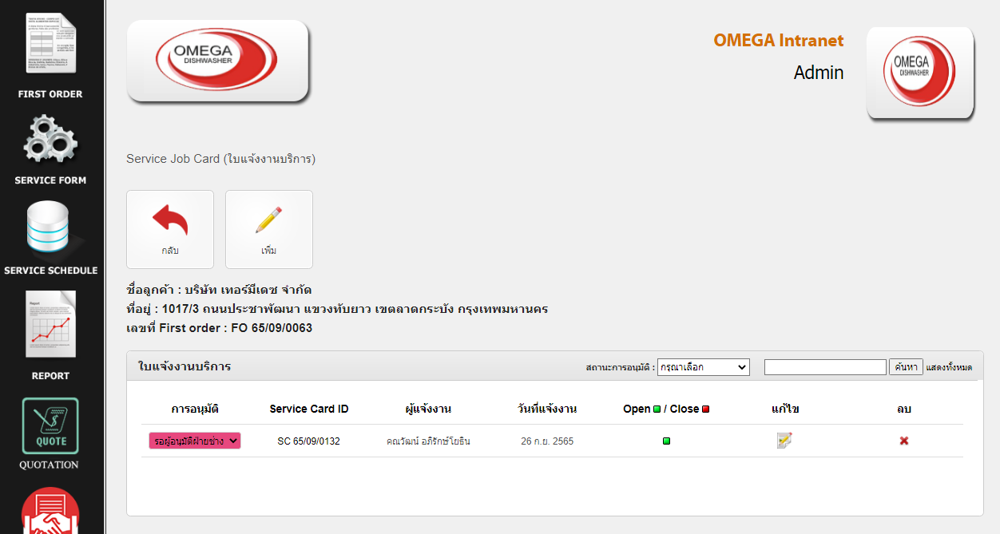 FIRST ORDER
SERVICE FORM
SERVICE SCHEDULE
Report
REPORT
QUOTE
QUOTATION
OMEGA
DISHWASHER
OMEGA Intranet
Admin
OMEGA
DISHWASHER
Service Job Card (ใบแจ้งงานบริการ)
กลับ
เพิ่ม
ชื่อลูกค้า : บริษัท เทอร์มีเดช จำกัด
ที่อยู่ : 1017/3 ถนนประชาพัฒนา แขวงทับยาว เขตลาดกระบัง กรุงเทพมหานคร
เลขที่ First order : FO 65/09/0063
ใบแจ้งงานบริการ สถานะการอนุมัติ : กรุณาเลือก ค้นหา แสดงทั้งหมด
การอนุมัติ Service Card ID ผู้แจ้งงาน วันที่แจ้งงาน Open / Close แก้ไข ลบ
รอผู้อนุมัติฝ่ายช่าง SC 65/09/0132 คณวัฒน์ อภิรักษ์โยธิน 26 ก.ย. 2565